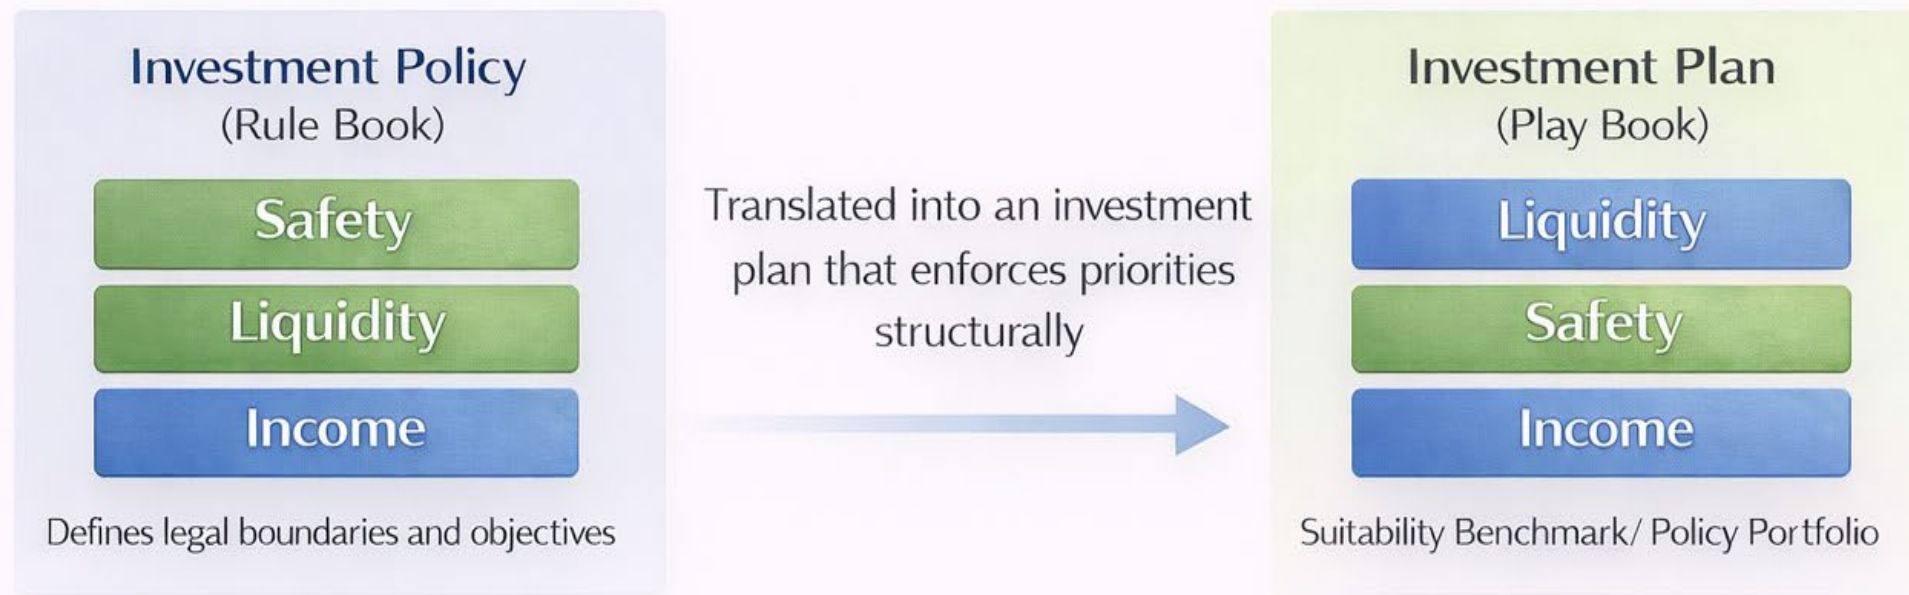 Investment Policy
(Rule Book)
Safety
Liquidity
Income
Defines legal boundaries and objectives
Translated into an investment
plan that enforces priorities
structurally
Investment Plan
(Play Book)
Liquidity
Safety
Income
Suitability Benchmark/ Policy Portfolio